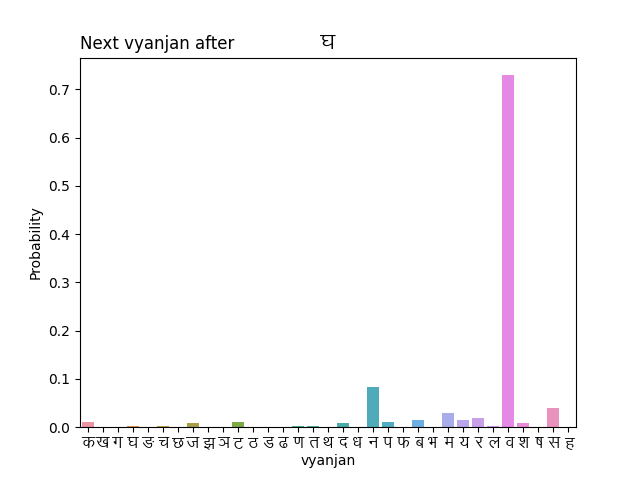 Next vyanjan after घ
0.7
0.6
0.5
0.4
0.3
0.2
0.1
0.0
Probability
क ख ग घ ङ च छ ज झ ञ ट ठ ड ढ ण त थ द ध न प फ ब भ म य र ल व श ष स ह
vyanjan